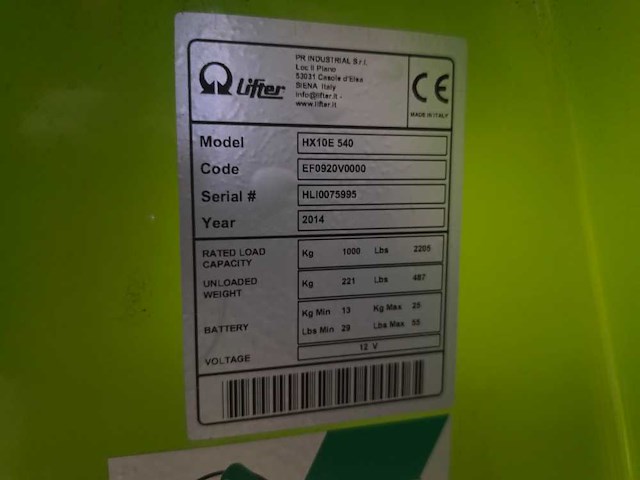 Lifter
PR INDUSTRIAL S.r.l.
Loc.Il Piano
53031 Casole d'Elsa
SIENA Italy
info@lifter.it -
www.lifter.it
CE
MADE IN ITALY
Model HX10E 540
Code EF0920V0000
Serial # HLI0075995
Year 2014
RATED LOAD CAPACITY Kg 1000 Lbs 2205
UNLOADED WEIGHT Kg 221 Lbs 487
BATTERY Kg Min 13 Kg Max 25
Lbs Min 29 Lbs Max 55
VOLTAGE 12 V